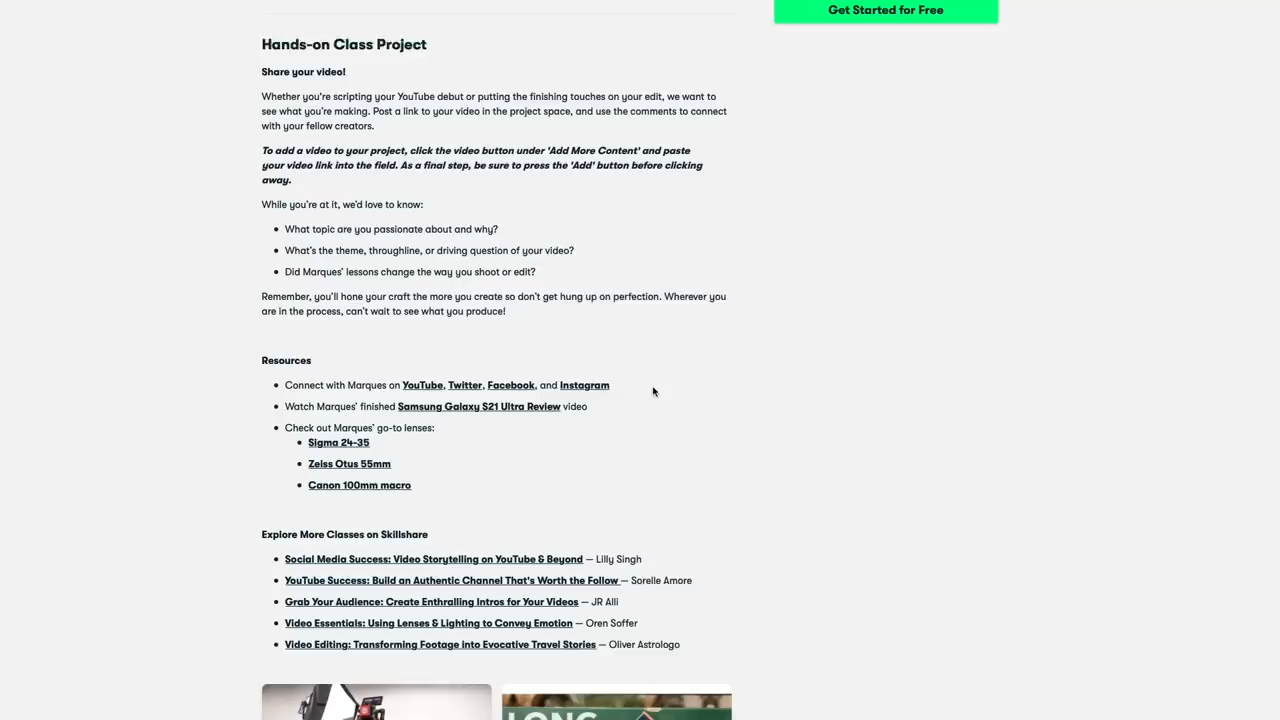 Get Started for Free
Hands-on Class Project
Share your video!
Whether you're scripting your YouTube debut or putting the finishing touches on your edit, we want to
see what you're making. Post a link to your video in the project space, and use the comments to connect
with your fellow creators.
To add a video to your project, click the video button under 'Add More Content' and paste
your video link into the field. As a final step, be sure to press the 'Add' button before clicking
away.
While you're at it, we'd love to know:
• What topic are you passionate about and why?
• What's the theme, throughline, or driving question of your video?
• Did Marques' lessons change the way you shoot or edit?
Remember, you'll hone your craft the more you create so don't get hung up on perfection. Wherever you
are in the process, can't wait to see what you produce!
Resources
• Connect with Marques on YouTube, Twitter, Facebook, and Instagram
• Watch Marques' finished Samsung Galaxy S21 Ultra Review video
• Check out Marques' go-to lenses:
• Sigma 24-35
• Zeiss Otus 55mm
• Canon 100mm macro
Explore More Classes on Skillshare
• Social Media Success: Video Storytelling on YouTube & Beyond — Lilly Singh
• YouTube Success: Build an Authentic Channel That's Worth the Follow — Sorelle Amore
• Grab Your Audience: Create Enthralling Intros for Your Videos — JR Alli
• Video Essentials: Using Lenses & Lighting to Convey Emotion — Oren Soffer
• Video Editing: Transforming Footage into Evocative Travel Stories — Oliver Astrologo
LONG